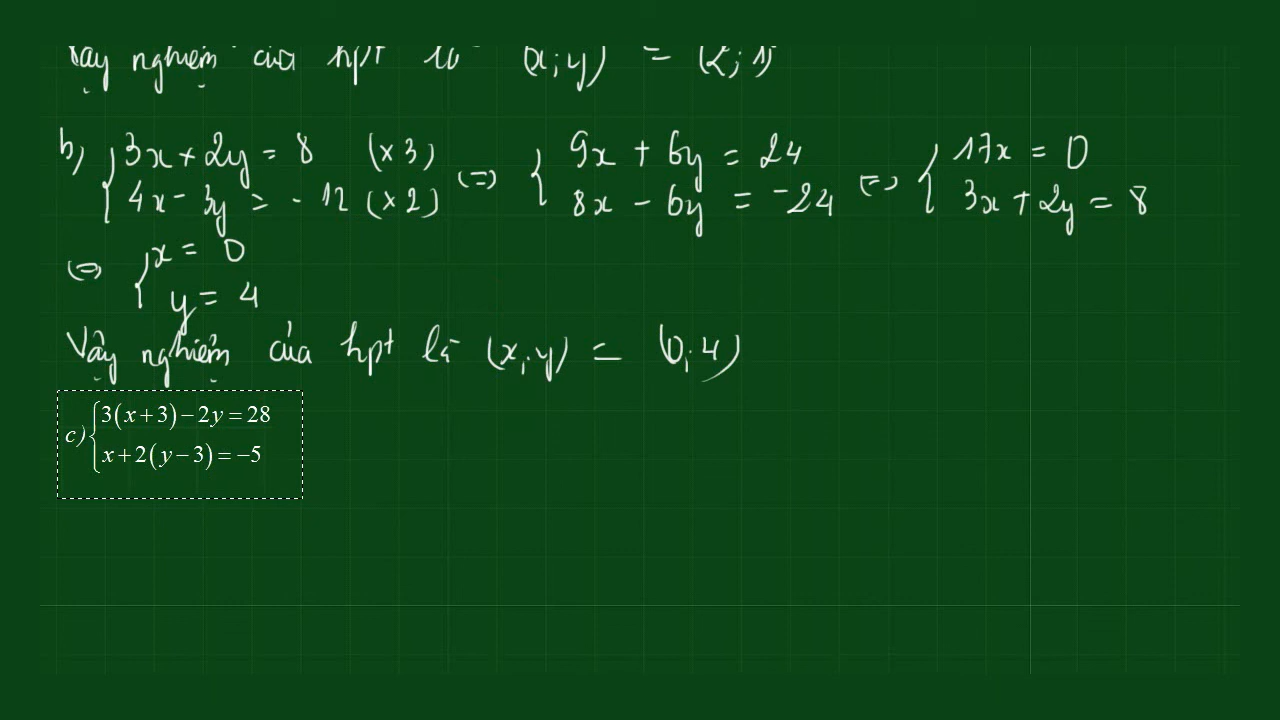 Vậy nghiệm của hpt là (x; y) = (2; 1)
b) { 3x + 2y = 8 (x 3) (=) { 9x + 6y = 24 (=) { 17x = 0
4x - 3y = - 12 (x 2) 8x - 6y = -24 3x + 2y = 8
(=) { x = 0
y = 4
Vậy nghiệm của hpt là (x; y) = (0; 4)
c) { 3(x+3)−2y=28
x+2(y−3)=−5